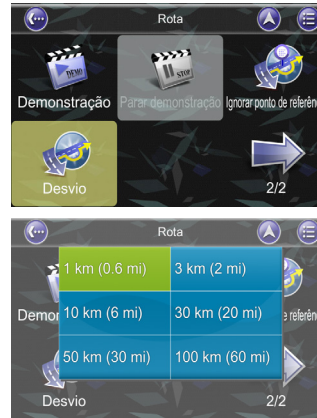 Rota
DEMO
STOP
Demonstração
Parar demonstração
Ignorar ponto de referên
Desvio
2/2
Rota
1 km (0.6 mi)
3 km (2 mi)
Demor
10 km (6 mi)
30 km (20 mi)
e referên
50 km (30 mi)
100 km (60 mi)
Desvio
2/2